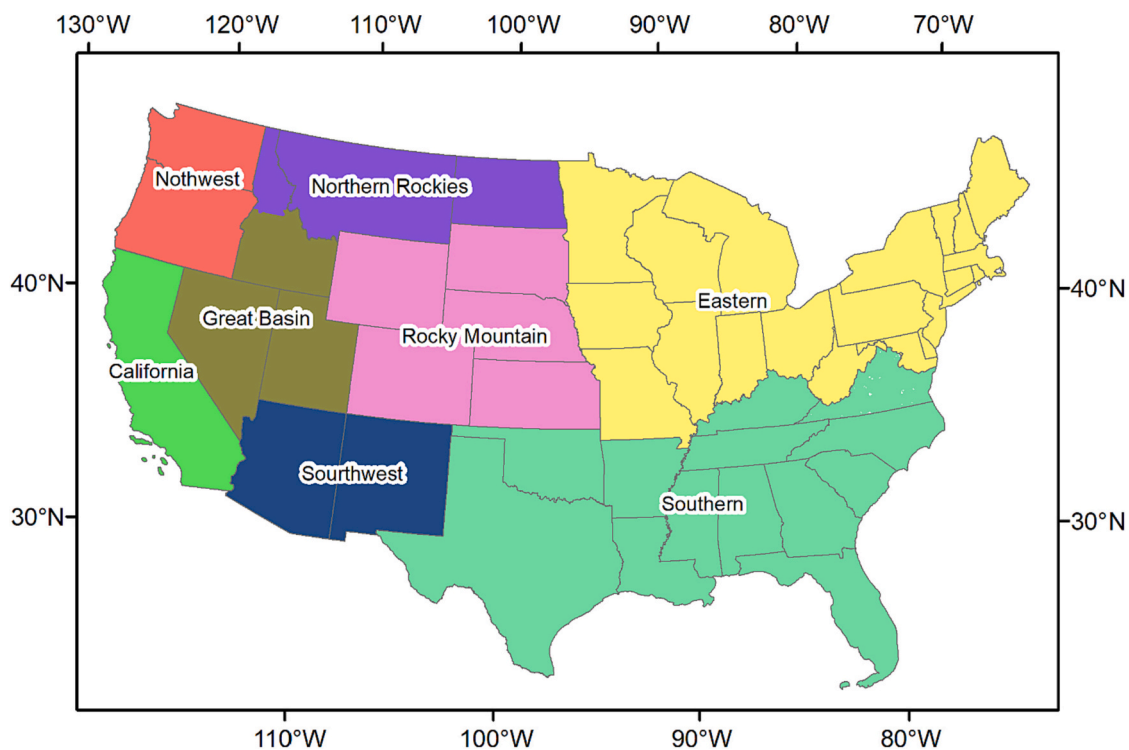 130°W 120°W 110°W 100°W 90°W 80°W 70°W
Nothwest
Northern Rockies
40°N
40°N
Eastern
Great Basin
Rocky Mountain
California
Sourthwest
Southern
30°N
30°N
110°W 100°W 90°W 80°W